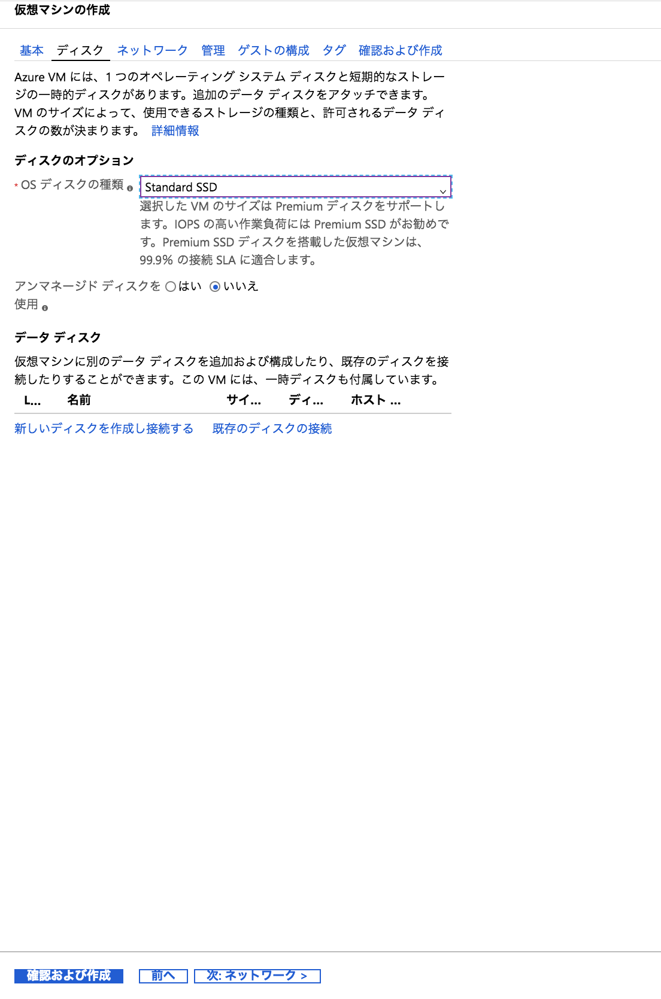 仮想マシンの作成
基本 ディスク ネットワーク 管理 ゲストの構成 タグ 確認および作成
Azure VM には、1 つのオペレーティング システム ディスクと短期的なストレー
ジの一時的ディスクがあります。追加のデータ ディスクをアタッチできます。
VM のサイズによって、使用できるストレージの種類と、許可されるデータ ディ
スクの数が決まります。 詳細情報
ディスクのオプション
* OS ディスクの種類
Standard SSD
選択した VM のサイズは Premium ディスクをサポートし
ます。IOPS の高い作業負荷には Premium SSD がお勧めで
す。Premium SSD ディスクを搭載した仮想マシンは、
99.9% の接続 SLA に適合します。
アンマネージド ディスクを
使用
はい いいえ
データ ディスク
仮想マシンに別のデータ ディスクを追加および構成したり、既存のディスクを接
続したりすることができます。この VM には、一時ディスクも付属しています。
L... 名前 サイ... ディ... ホスト ...
新しいディスクを作成し接続する 既存のディスクの接続
確認および作成 前へ 次: ネットワーク >